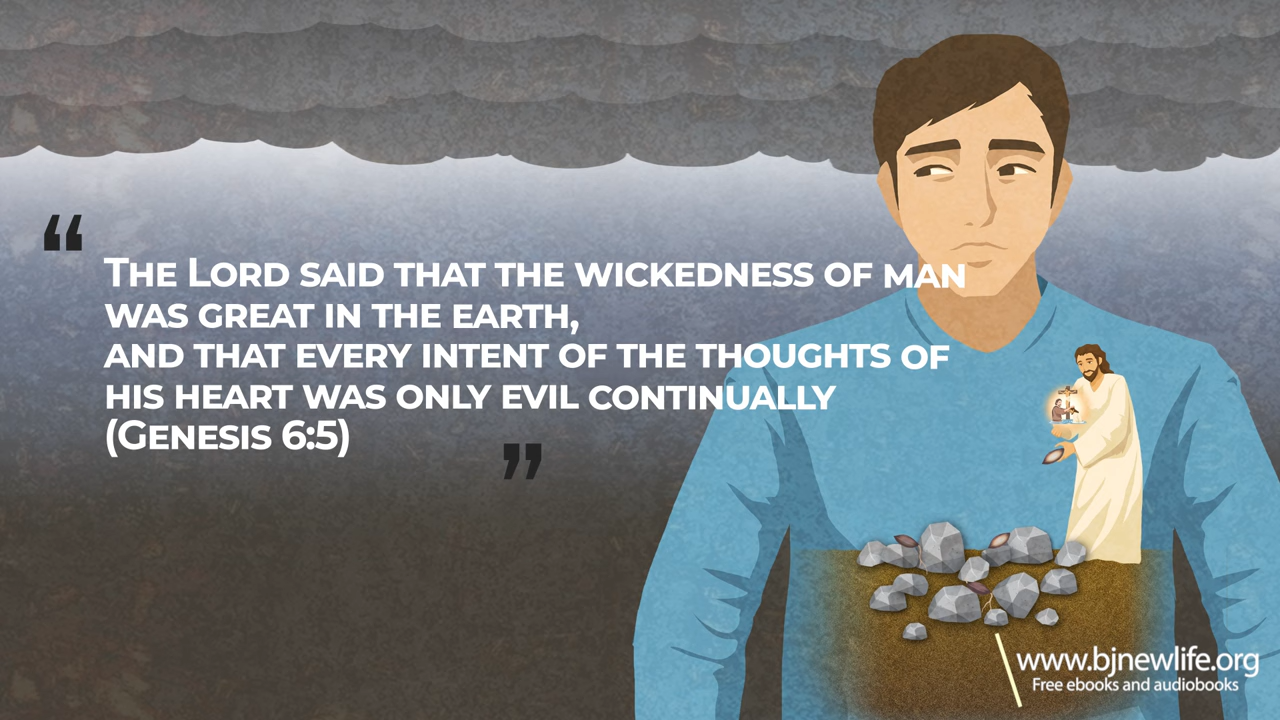 “
THE LORD SAID THAT THE WICKEDNESS OF MAN
WAS GREAT IN THE EARTH,
AND THAT EVERY INTENT OF THE THOUGHTS OF
HIS HEART WAS ONLY EVIL CONTINUALLY
(GENESIS 6:5)
”
www.bjnewlife.org
Free ebooks and audiobooks